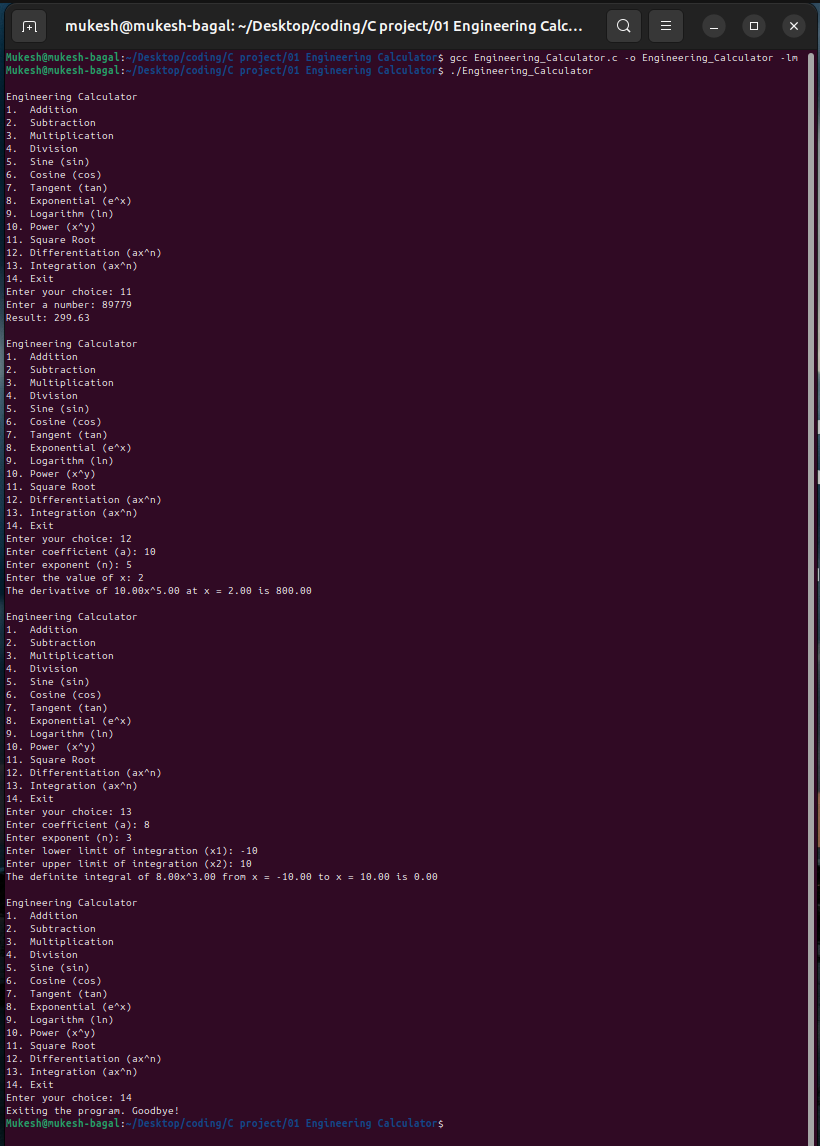 mukesh@mukesh-bagal: ~/Desktop/coding/C project/01 Engineering Calc...
Mukesh@mukesh-bagal:~/Desktop/coding/C project/01 Engineering Calculator$ gcc Engineering_Calculator.c -o Engineering_Calculator -lm
Mukesh@mukesh-bagal:~/Desktop/coding/C project/01 Engineering Calculator$ ./Engineering_Calculator
Engineering Calculator
1.  Addition
2.  Subtraction
3.  Multiplication
4.  Division
5.  Sine (sin)
6.  Cosine (cos)
7.  Tangent (tan)
8.  Exponential (e^x)
9.  Logarithm (ln)
10. Power (x^y)
11. Square Root
12. Differentiation (ax^n)
13. Integration (ax^n)
14. Exit
Enter your choice: 11
Enter a number: 89779
Result: 299.63
Engineering Calculator
1.  Addition
2.  Subtraction
3.  Multiplication
4.  Division
5.  Sine (sin)
6.  Cosine (cos)
7.  Tangent (tan)
8.  Exponential (e^x)
9.  Logarithm (ln)
10. Power (x^y)
11. Square Root
12. Differentiation (ax^n)
13. Integration (ax^n)
14. Exit
Enter your choice: 12
Enter coefficient (a): 10
Enter exponent (n): 5
Enter the value of x: 2
The derivative of 10.00x^5.00 at x = 2.00 is 800.00
Engineering Calculator
1.  Addition
2.  Subtraction
3.  Multiplication
4.  Division
5.  Sine (sin)
6.  Cosine (cos)
7.  Tangent (tan)
8.  Exponential (e^x)
9.  Logarithm (ln)
10. Power (x^y)
11. Square Root
12. Differentiation (ax^n)
13. Integration (ax^n)
14. Exit
Enter your choice: 13
Enter coefficient (a): 8
Enter exponent (n): 3
Enter lower limit of integration (x1): -10
Enter upper limit of integration (x2): 10
The definite integral of 8.00x^3.00 from x = -10.00 to x = 10.00 is 0.00
Engineering Calculator
1.  Addition
2.  Subtraction
3.  Multiplication
4.  Division
5.  Sine (sin)
6.  Cosine (cos)
7.  Tangent (tan)
8.  Exponential (e^x)
9.  Logarithm (ln)
10. Power (x^y)
11. Square Root
12. Differentiation (ax^n)
13. Integration (ax^n)
14. Exit
Enter your choice: 14
Exiting the program. Goodbye!
Mukesh@mukesh-bagal:~/Desktop/coding/C project/01 Engineering Calculator$